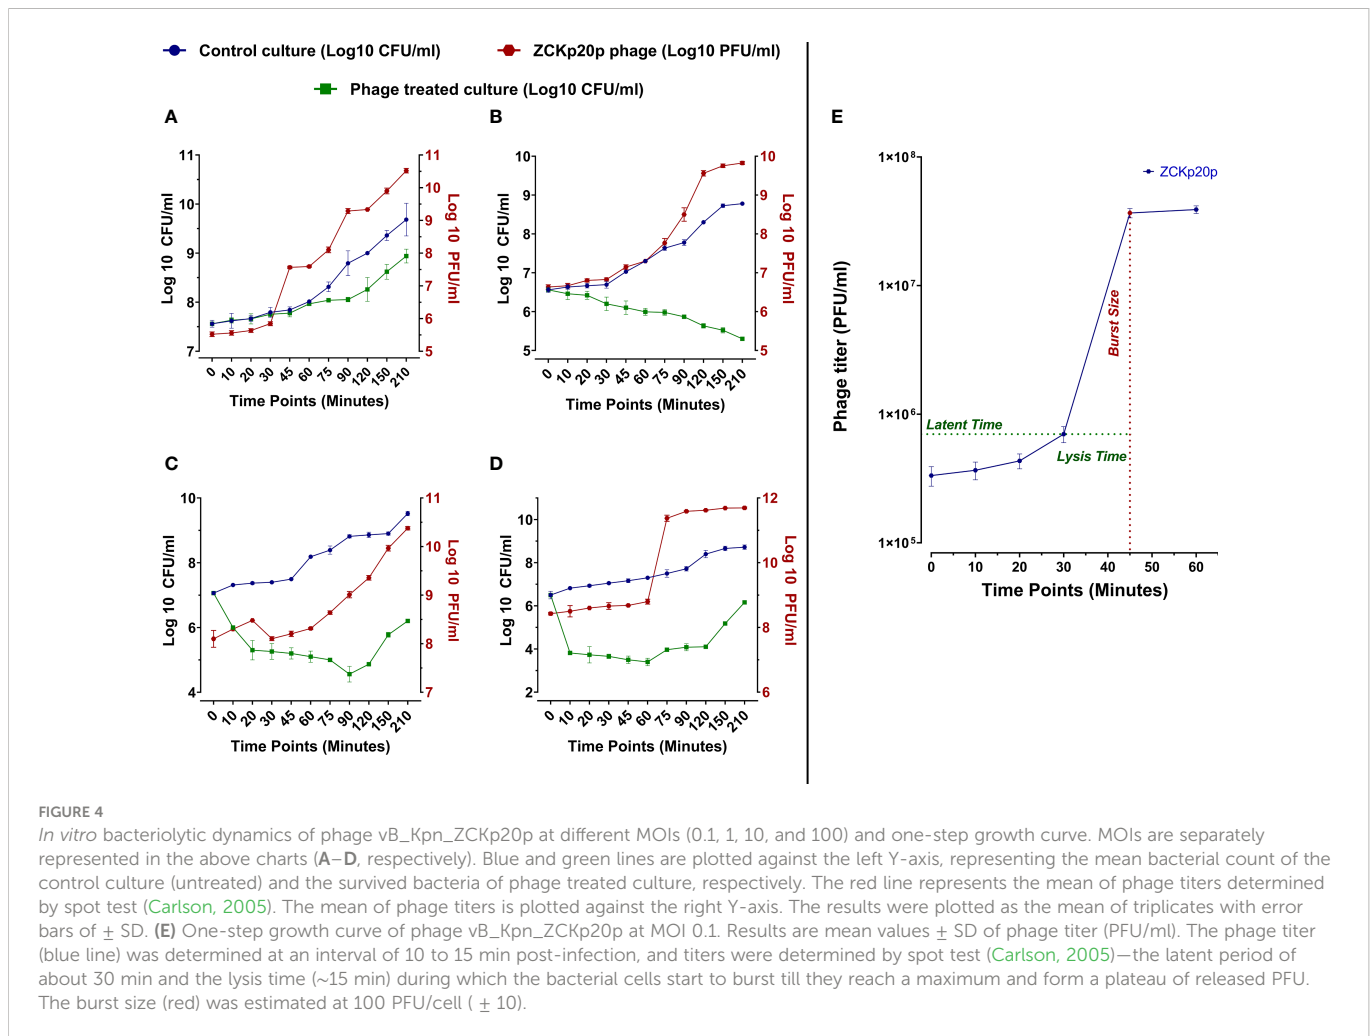 Control culture (Log10 CFU/ml)
ZCKp20p phage (Log10 PFU/ml)
Phage treated culture (Log10 CFU/ml)
A
11
10
9
8
7
Log 10 CFU/ml
11
10
9
8
7
6
5
Log 10 PFU/ml
0 10 20 30 45 60 75 90 120 150 210
Time Points (Minutes)
B
10
9
8
7
6
5
Log 10 CFU/ml
10
9
8
7
6
5
Log 10 PFU/ml
0 10 20 30 45 60 75 90 120 150 210
Time Points (Minutes)
C
10
8
6
4
Log 10 CFU/ml
11
10
9
8
7
Log 10 PFU/ml
0 10 20 30 45 60 75 90 120 150 210
Time Points (Minutes)
D
10
8
6
4
2
Log 10 CFU/ml
12
10
8
6
Log 10 PFU/ml
0 10 20 30 45 60 75 90 120 150 210
Time Points (Minutes)
E
1×10⁸
1×10⁷
1×10⁶
1×10⁵
Phage titer (PFU/ml)
ZCKp20p
Burst Size
Latent Time
Lysis Time
0 10 20 30 40 50 60
Time Points (Minutes)
FIGURE 4
In vitro bacteriolytic dynamics of phage vB_Kpn_ZCKp20p at different MOIs (0.1, 1, 10, and 100) and one-step growth curve. MOIs are separately
represented in the above charts (A–D, respectively). Blue and green lines are plotted against the left Y-axis, representing the mean bacterial count of the
control culture (untreated) and the survived bacteria of phage treated culture, respectively. The red line represents the mean of phage titers determined
by spot test (Carlson, 2005). The mean of phage titers is plotted against the right Y-axis. The results were plotted as the mean of triplicates with error
bars of ± SD. (E) One-step growth curve of phage vB_Kpn_ZCKp20p at MOI 0.1. Results are mean values ± SD of phage titer (PFU/ml). The phage titer
(blue line) was determined at an interval of 10 to 15 min post-infection, and titers were determined by spot test (Carlson, 2005)—the latent period of
about 30 min and the lysis time (~15 min) during which the bacterial cells start to burst till they reach a maximum and form a plateau of released PFU.
The burst size (red) was estimated at 100 PFU/cell ( ± 10).